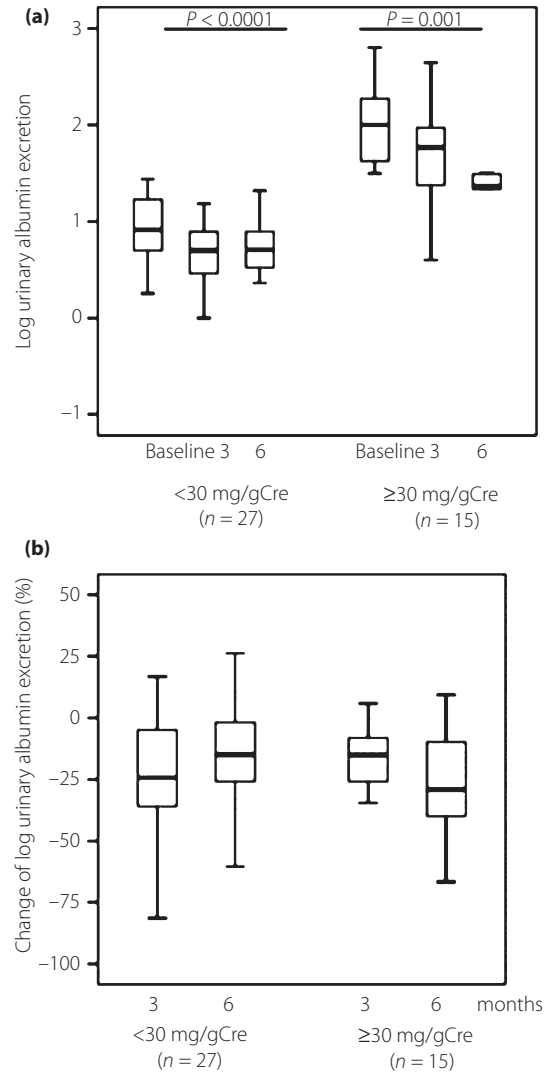 (a)
P < 0.0001 P = 0.001
3
2
1
0
−1
Log urinary albumin excretion
Baseline 3 6 Baseline 3 6
<30 mg/gCre ≥30 mg/gCre
(n = 27) (n = 15)
(b)
50
25
0
−25
−50
−75
−100
Change of log urinary albumin excretion (%)
3 6 3 6 months
<30 mg/gCre ≥30 mg/gCre
(n = 27) (n = 15)